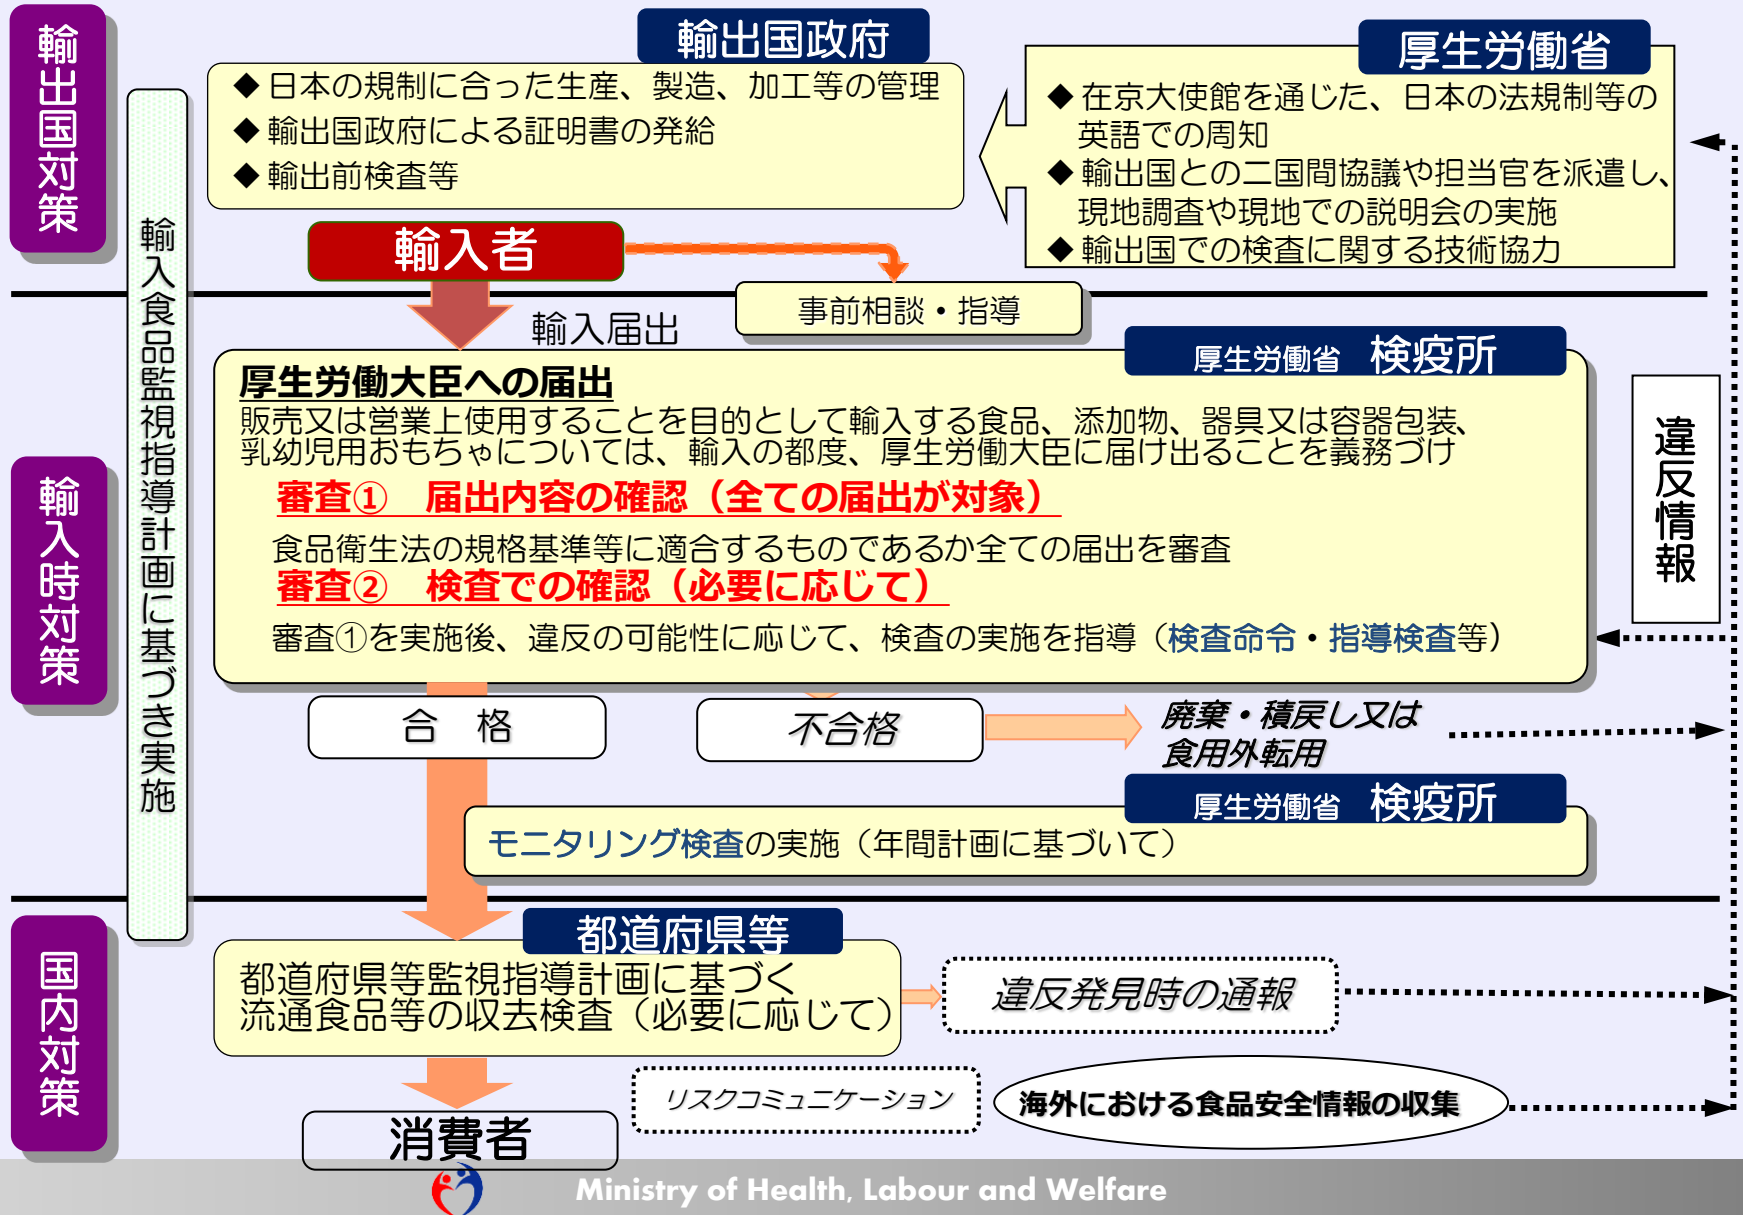 輸出国対策
輸出国政府
◆ 日本の規制に合った生産、製造、加工等の管理
◆ 輸出国政府による証明書の発給
◆ 輸出前検査等
厚生労働省
◆ 在京大使館を通じた、日本の法規制等の
英語での周知
◆ 輸出国との二国間協議や担当官を派遣し、
現地調査や現地での説明会の実施
◆ 輸出国での検査に関する技術協力
輸入食品監視指導計画に基づき実施
輸入者
事前相談・指導
輸入届出
輸入時対策
厚生労働省 検疫所
厚生労働大臣への届出
販売又は営業上使用することを目的として輸入する食品、添加物、器具又は容器包装、
乳幼児用おもちゃについては、輸入の都度、厚生労働大臣に届け出ることを義務づけ
審査① 届出内容の確認（全ての届出が対象）
食品衛生法の規格基準等に適合するものであるか全ての届出を審査
審査② 検査での確認（必要に応じて）
審査①を実施後、違反の可能性に応じて、検査の実施を指導（検査命令・指導検査等）
違反情報
合 格
不合格
廃棄・積戻し又は
食用外転用
厚生労働省 検疫所
モニタリング検査の実施（年間計画に基づいて）
国内対策
都道府県等
都道府県等監視指導計画に基づく
流通食品等の収去検査（必要に応じて）
違反発見時の通報
リスクコミュニケーション
海外における食品安全情報の収集
消費者
Ministry of Health, Labour and Welfare